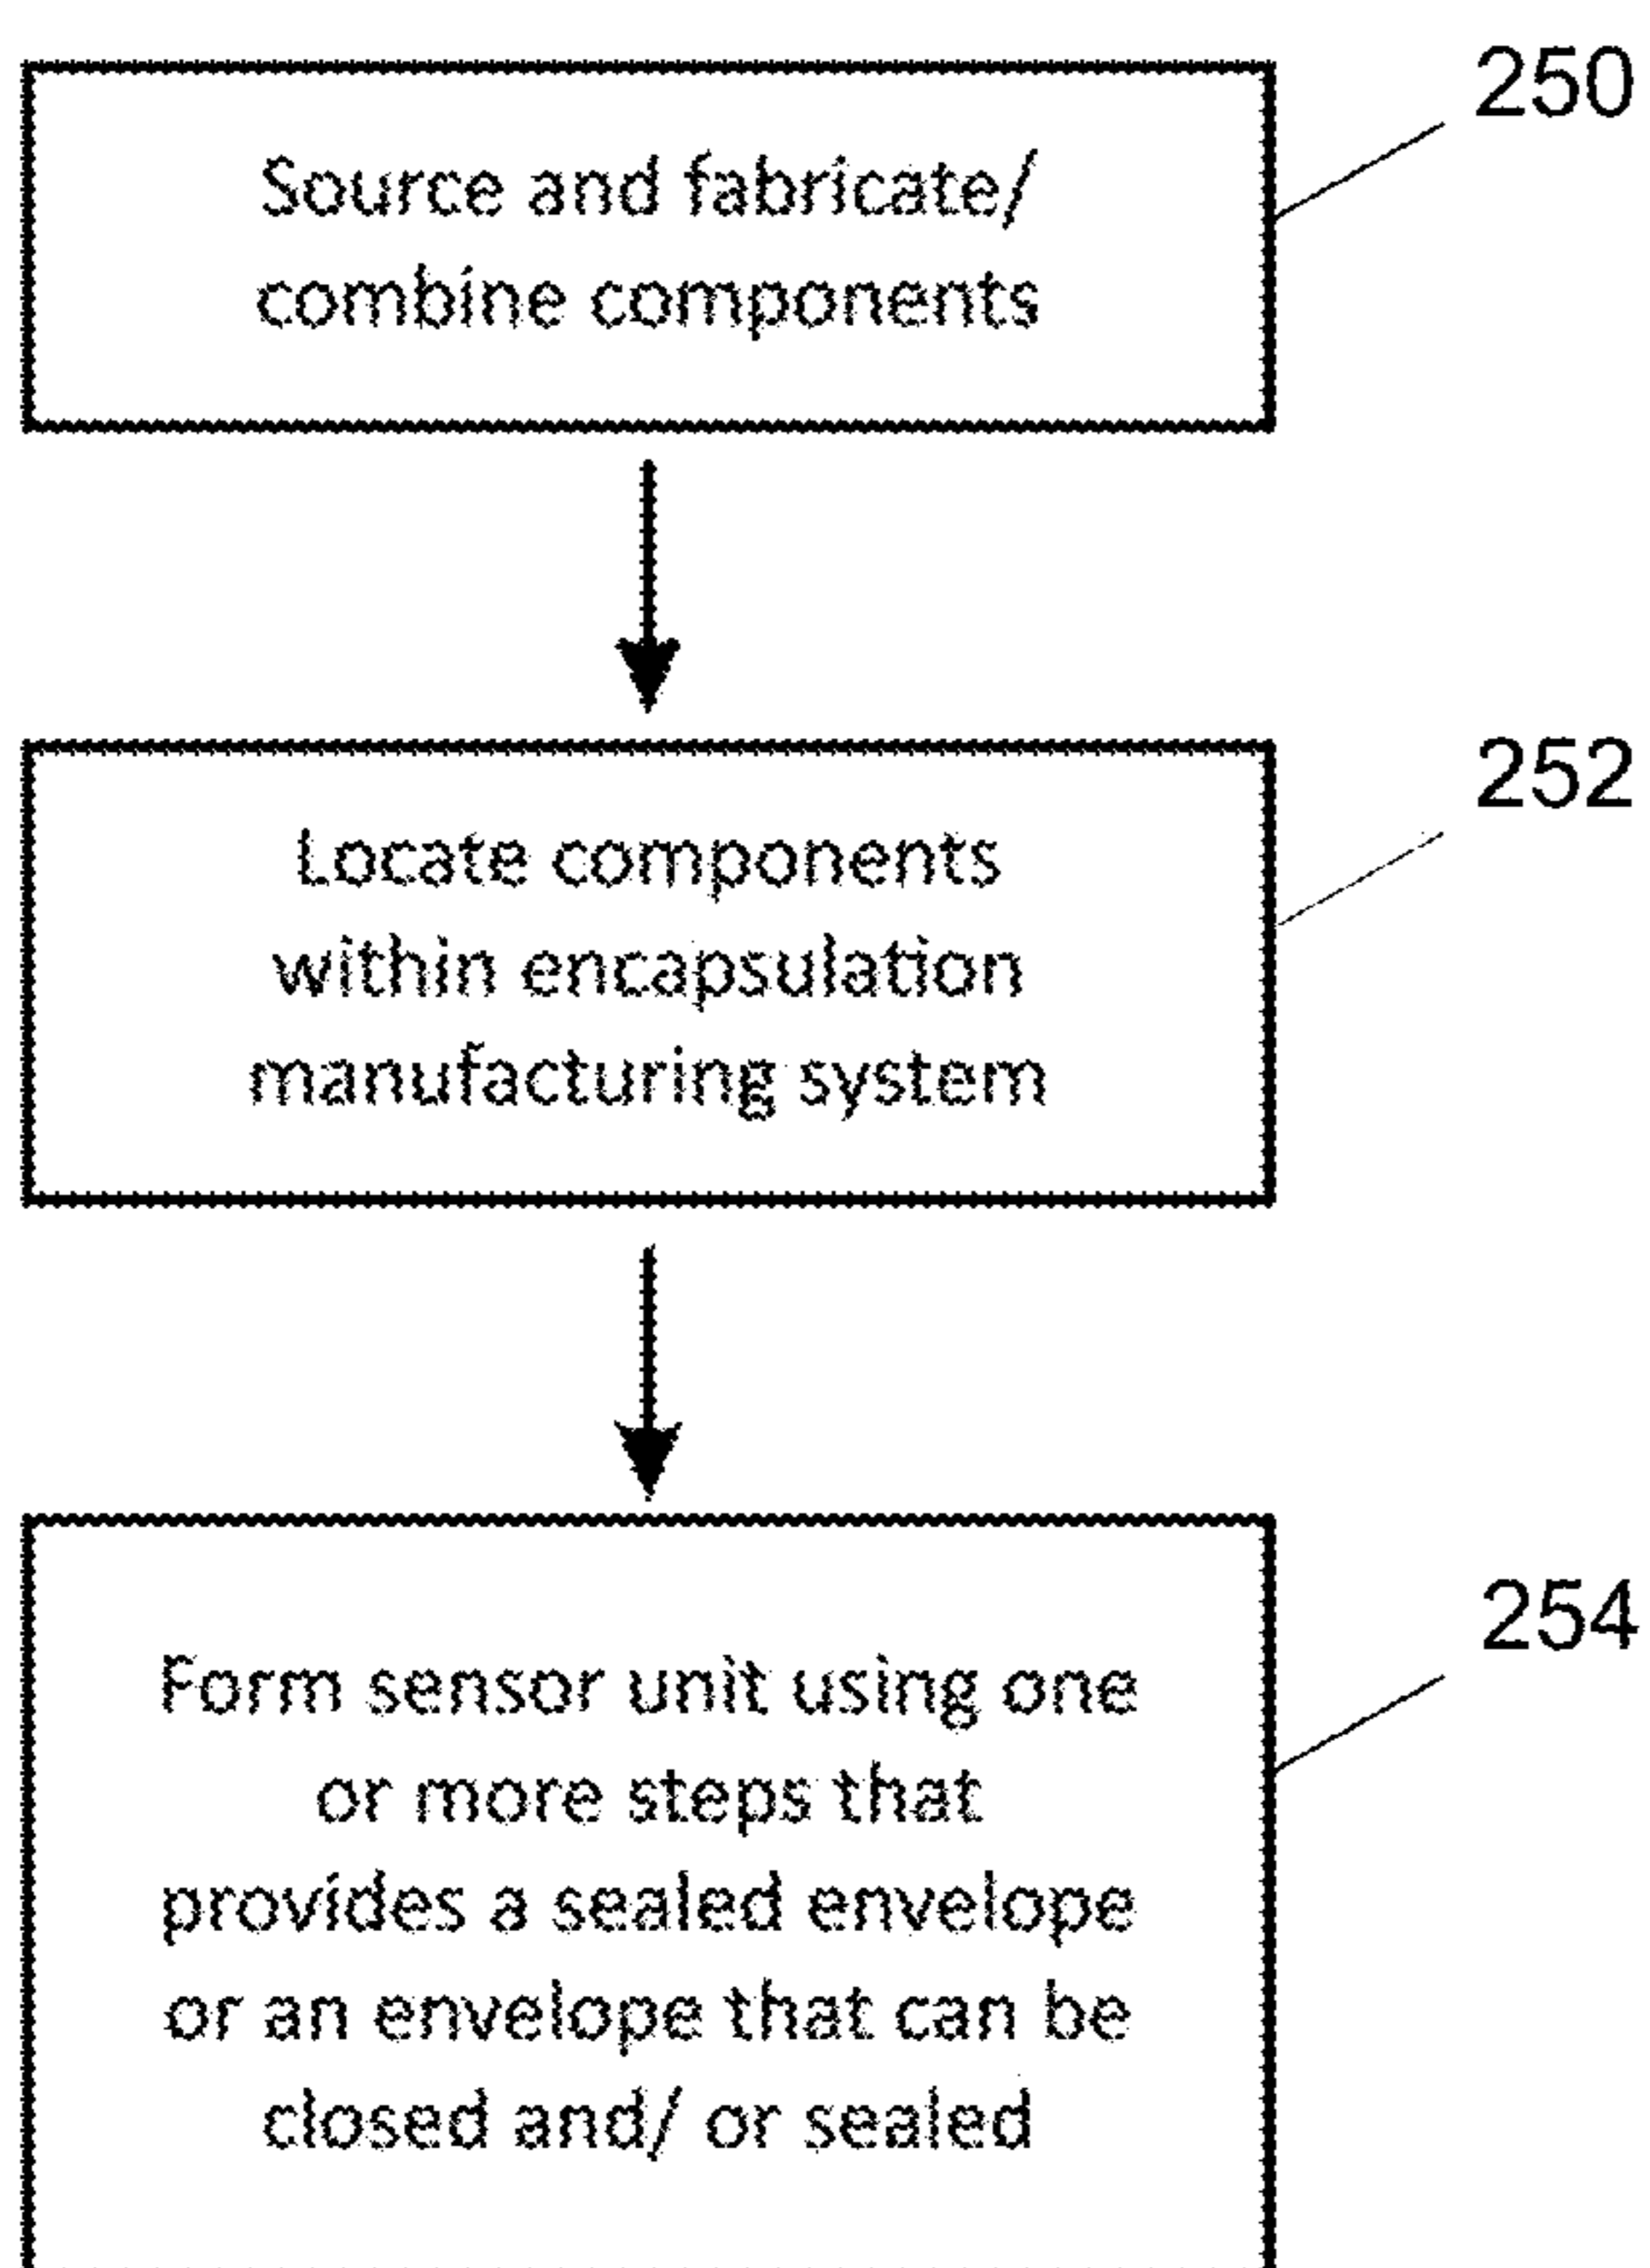 250
Source and fabricate/
combine components
252
Locate components
within encapsulation
manufacturing system
254
Form sensor unit using one
or more steps that
provides a sealed envelope
or an envelope that can be
closed and/ or sealed